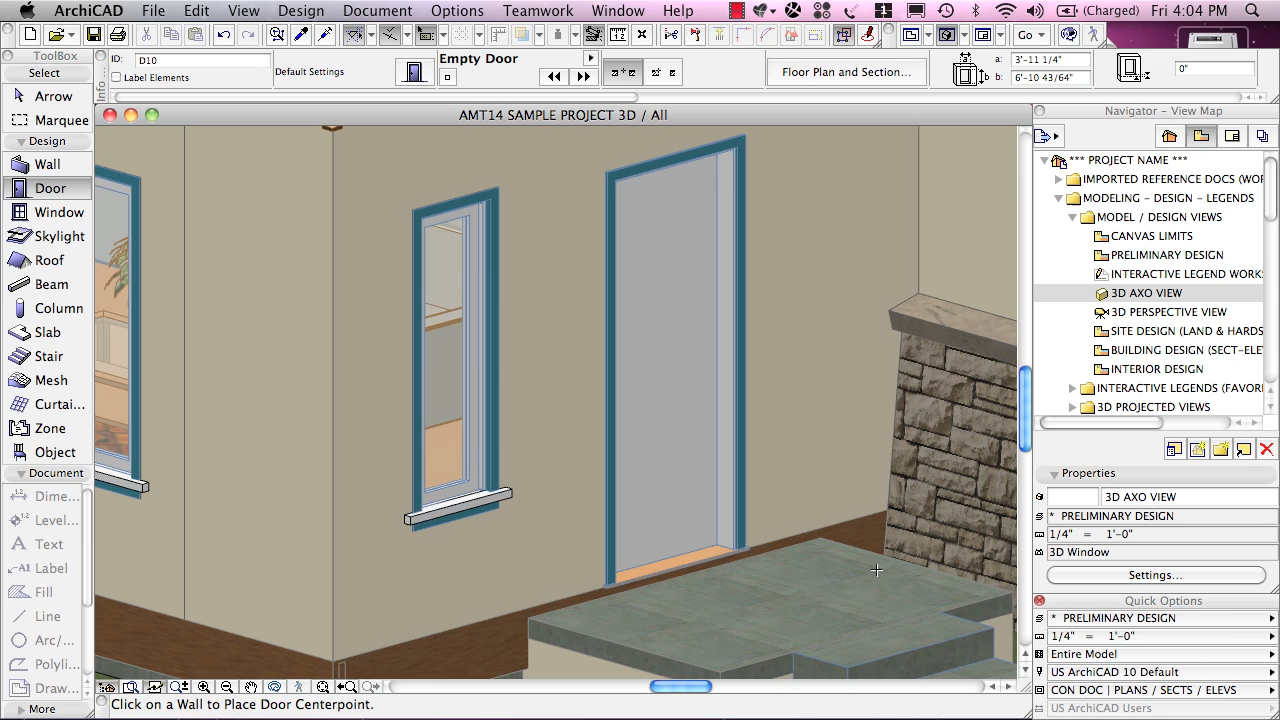 ArchiCAD File Edit View Design Document Options Teamwork Window Help (Charged) Fri 4:04 PM
ToolBox
Select
Arrow
Marquee
Design
Wall
Door
Window
Skylight
Roof
Beam
Column
Slab
Stair
Mesh
Curtai...
Zone
Object
Document
Dime...
Level...
Text
Label
Fill
Line
Arc/...
Polyli...
Draw...
More
Info
ID: D10
Label Elements
Default Settings
Empty Door
Floor Plan and Section...
a: 3'-11 1/4"
b: 6'-10 43/64"
0"
Go
AMT14 SAMPLE PROJECT 3D / All
Click on a Wall to Place Door Centerpoint.
Navigator - View Map
*** PROJECT NAME ***
IMPORTED REFERENCE DOCS (WOR
MODELING - DESIGN - LEGENDS
MODEL / DESIGN VIEWS
CANVAS LIMITS
PRELIMINARY DESIGN
INTERACTIVE LEGEND WORKS
3D AXO VIEW
3D PERSPECTIVE VIEW
SITE DESIGN (LAND & HARDS
BUILDING DESIGN (SECT-ELEV
INTERIOR DESIGN
INTERACTIVE LEGENDS (FAVOR
3D PROJECTED VIEWS
Properties
3D AXO VIEW
* PRELIMINARY DESIGN
1/4" = 1'-0"
3D Window
Settings...
Quick Options
* PRELIMINARY DESIGN
1/4" = 1'-0"
Entire Model
US ArchiCAD 10 Default
CON DOC | PLANS / SECTS / ELEVS
US ArchiCAD Users